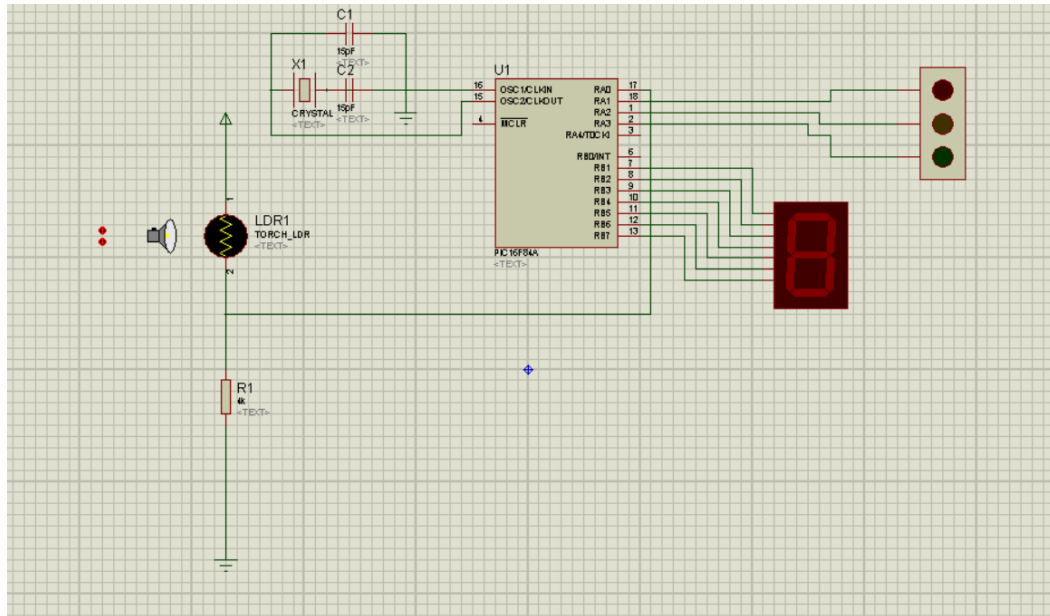 C1
15pF
<TEXT>
X1
CRYSTAL
<TEXT>
C2
15pF
<TEXT>
U1
16 OSC1/CLKIN
15 OSC2/CLKOUT
4 MCLR
RA0 17
RA1 18
RA2 1
RA3 2
RA4/T0CKI 3
RB0/INT 6
RB1 7
RB2 8
RB3 9
RB4 10
RB5 11
RB6 12
RB7 13
PIC16F84A
<TEXT>
1
LDR1
TORCH_LDR
<TEXT>
2
R1
4k
<TEXT>